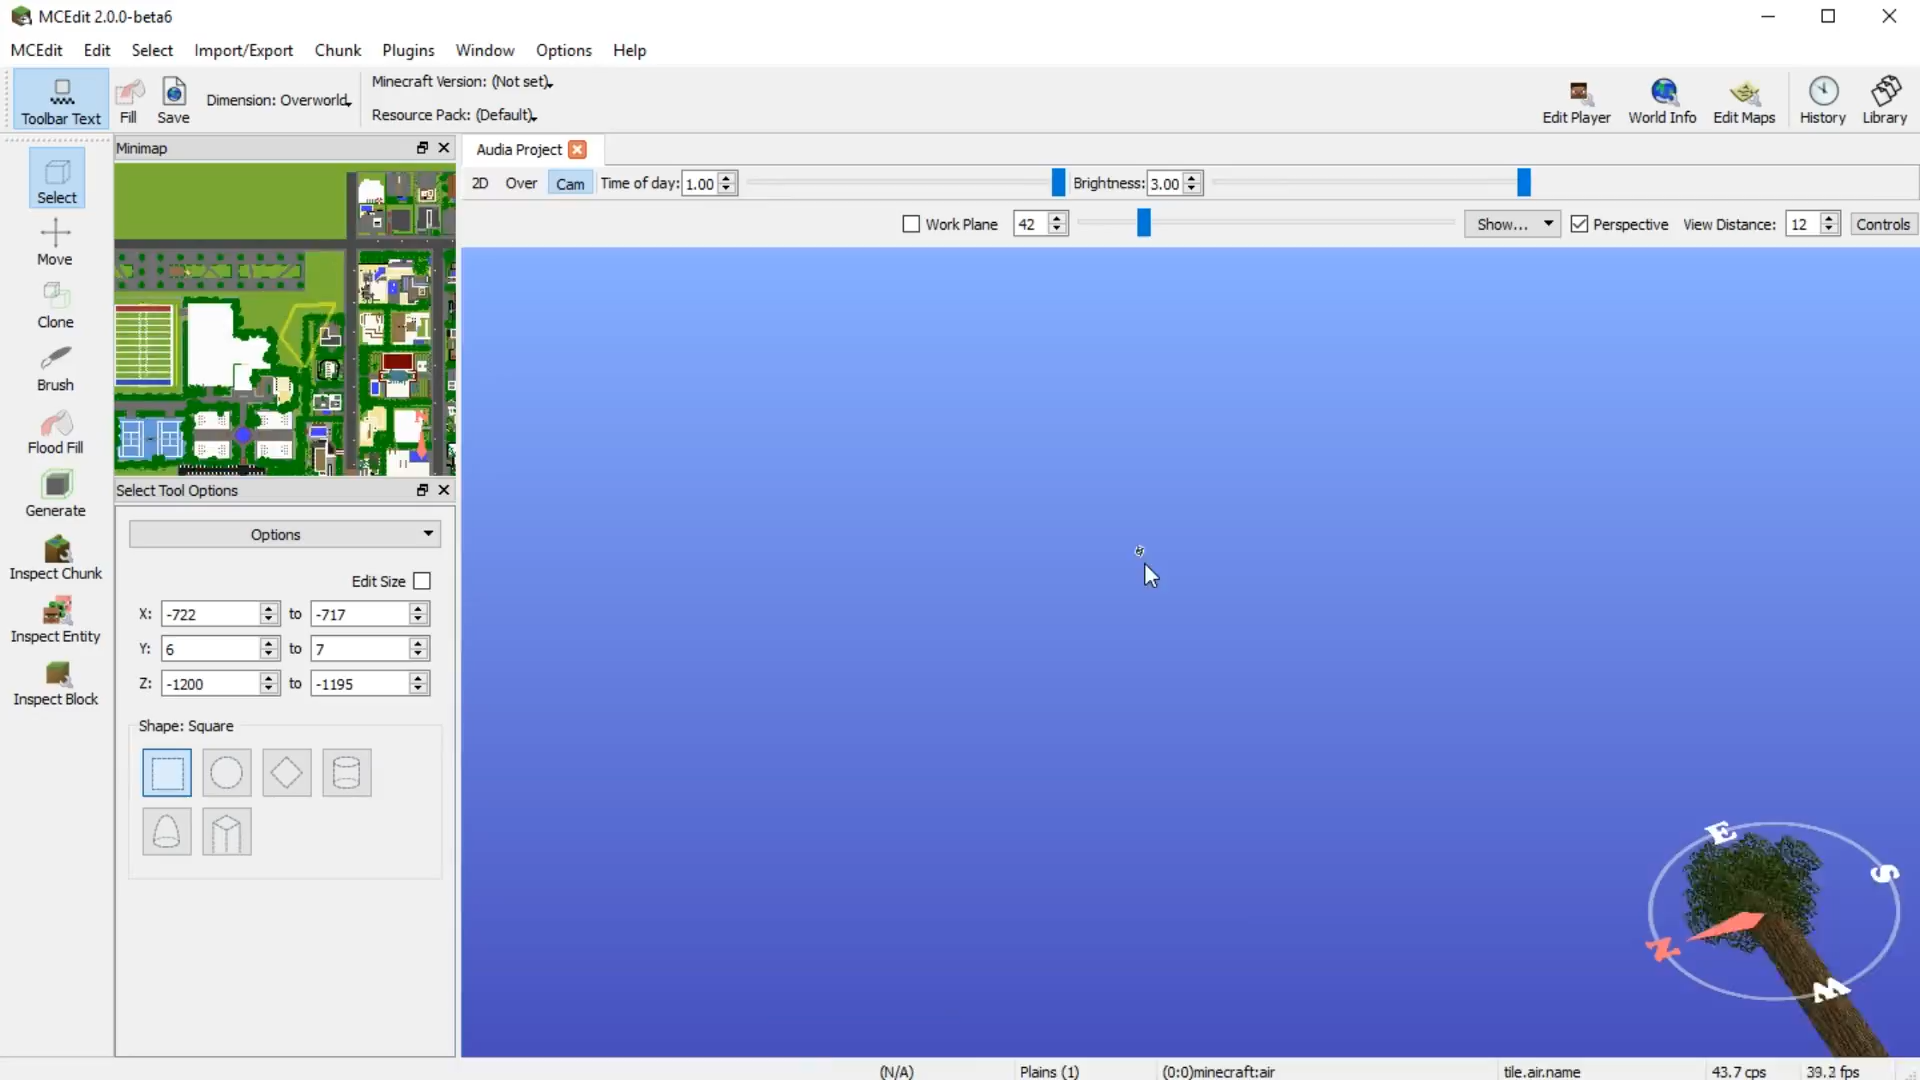 MCEdit 2.0.0-beta6
MCEdit Edit Select Import/Export Chunk Plugins Window Options Help
Toolbar Text Fill Save Dimension: Overworld Minecraft Version: (Not set)
Resource Pack: (Default)
Edit Player World Info Edit Maps History Library
Select
Move
Clone
Brush
Flood Fill
Generate
Inspect Chunk
Inspect Entity
Inspect Block
Minimap
Select Tool Options
Options
Edit Size
X: -722 to -717
Y: 6 to 7
Z: -1200 to -1195
Shape: Square
Audia Project
2D Over Cam Time of day: 1.00 Brightness: 3.00
Work Plane 42 Show... Perspective View Distance: 12 Controls
E
S
N
W
(N/A) Plains (1) (0:0)minecraft:air tile.air.name 43.7 cps 39.2 fps